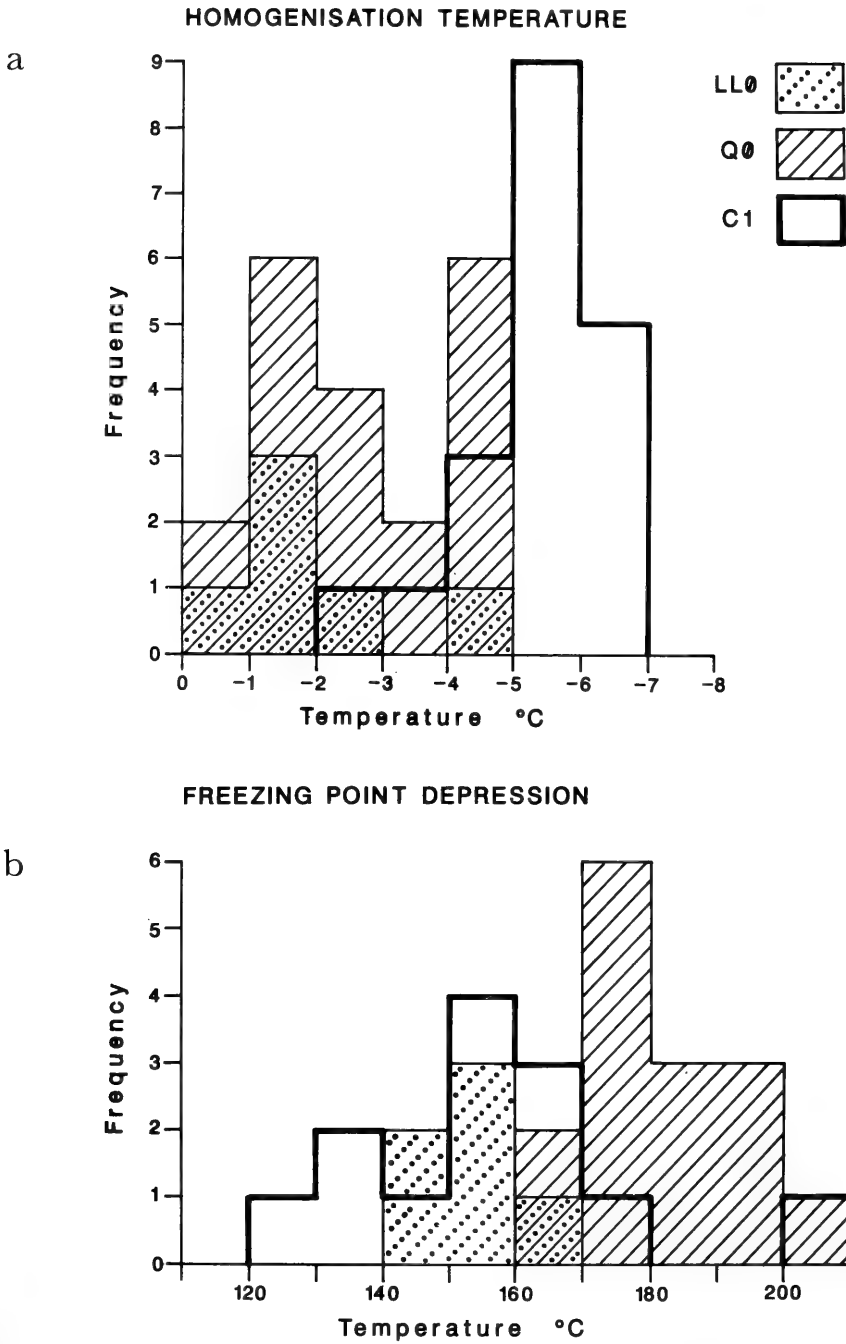 HOMOGENISATION TEMPERATURE
a
LLØ
QØ
C1
Frequency
9
8
7
6
5
4
3
2
1
0
0 -1 -2 -3 -4 -5 -6 -7 -8
Temperature °C
FREEZING POINT DEPRESSION
b
Frequency
6
5
4
3
2
1
0
120 140 160 180 200
Temperature °C